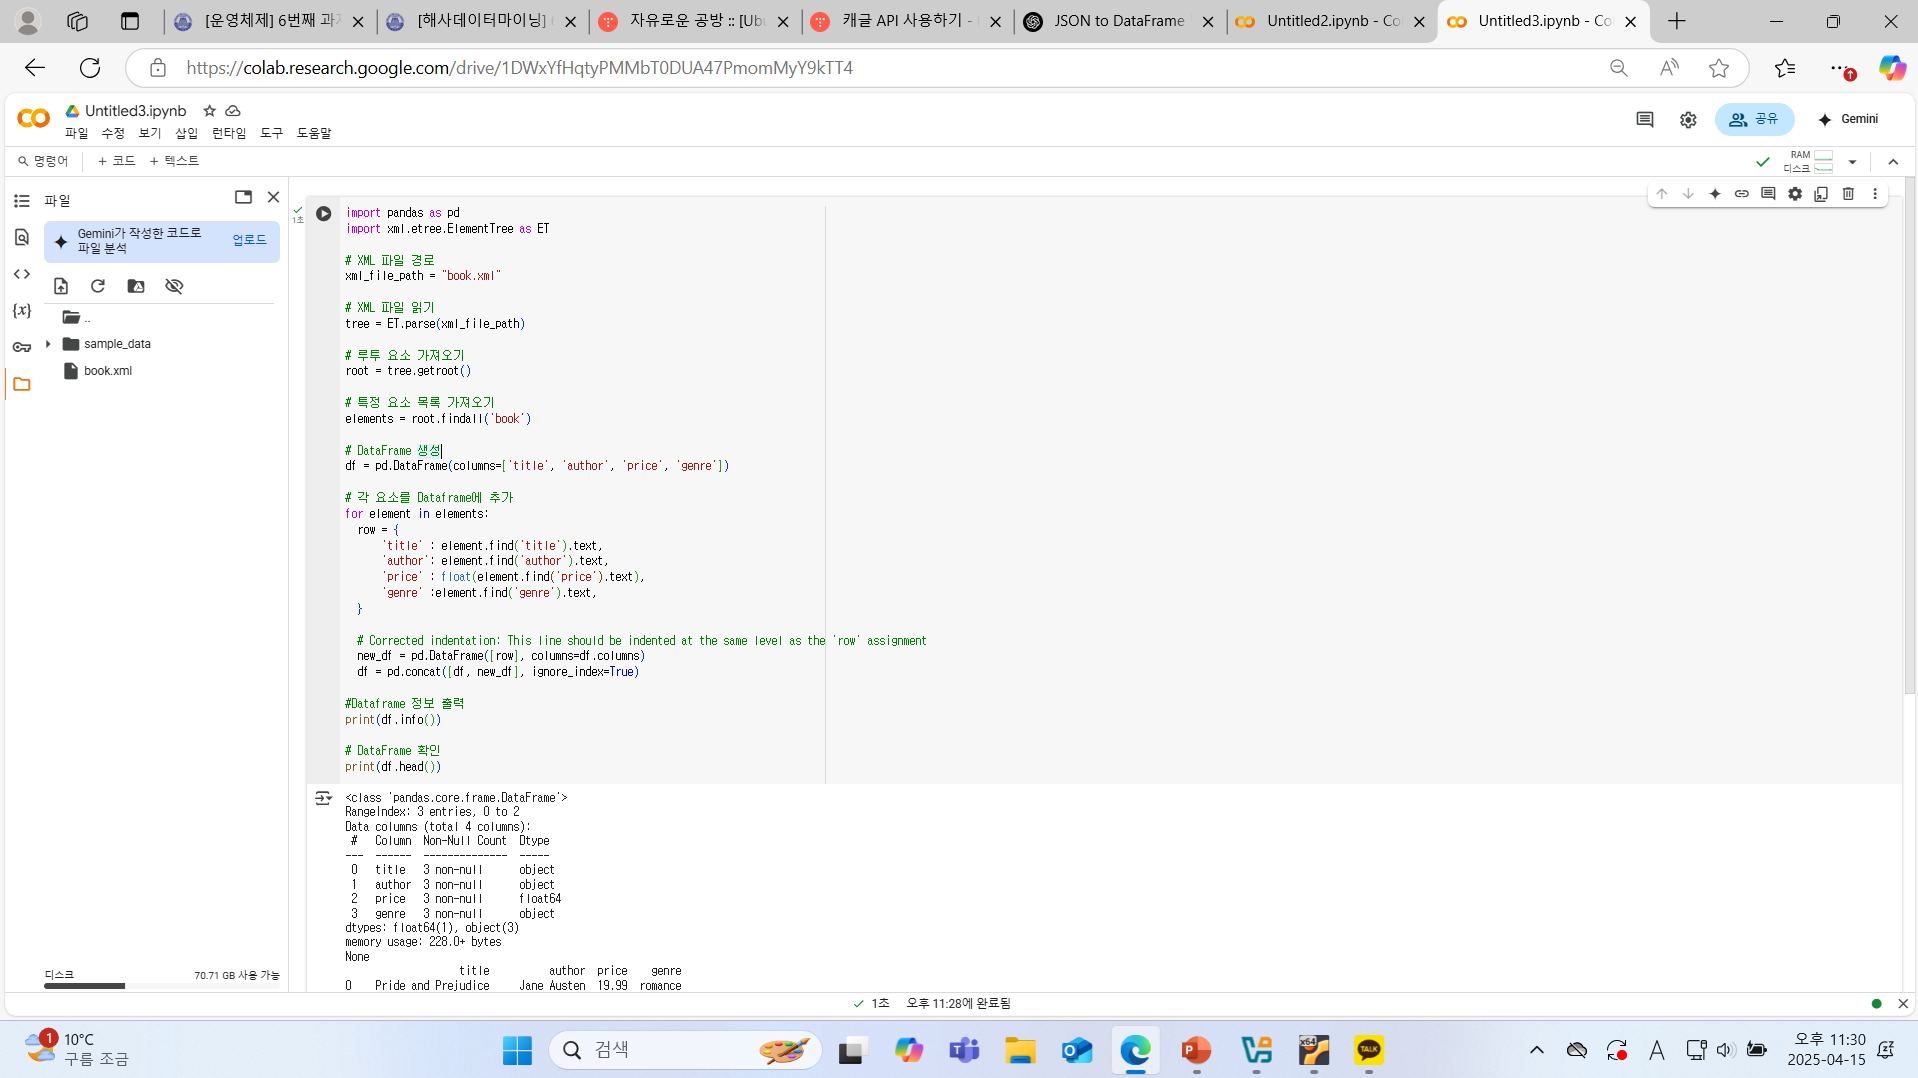 [운영체제] 6번째 과제
[해사데이터마이닝] 6
자유로운 공방 :: [Ubu
캐글 API 사용하기 -
JSON to DataFrame
Untitled2.ipynb - Co
Untitled3.ipynb - Co
https://colab.research.google.com/drive/1DWxYfHqtyPMMbT0DUA47PmomMyY9kTT4
Untitled3.ipynb
파일 수정 보기 삽입 런타임 도구 도움말
공유
Gemini
명령어 + 코드 + 텍스트
RAM
디스크
파일
Gemini가 작성한 코드로
파일 분석
업로드
..
sample_data
book.xml
디스크 70.71 GB 사용 가능
1초
import pandas as pd
import xml.etree.ElementTree as ET
# XML 파일 경로
xml_file_path = "book.xml"
# XML 파일 읽기
tree = ET.parse(xml_file_path)
# 루투 요소 가져오기
root = tree.getroot()
# 특정 요소 목록 가져오기
elements = root.findall('book')
# DataFrame 생성
df = pd.DataFrame(columns=['title', 'author', 'price', 'genre'])
# 각 요소를 Dataframe에 추가
for element in elements:
row = {
'title' : element.find('title').text,
'author': element.find('author').text,
'price' : float(element.find('price').text),
'genre' :element.find('genre').text,
}
# Corrected indentation: This line should be indented at the same level as the 'row' assignment
new_df = pd.DataFrame([row], columns=df.columns)
df = pd.concat([df, new_df], ignore_index=True)
#Dataframe 정보 출력
print(df.info())
# DataFrame 확인
print(df.head())
<class 'pandas.core.frame.DataFrame'>
RangeIndex: 3 entries, 0 to 2
Data columns (total 4 columns):
# Column Non-Null Count Dtype
--- ------ -------------- -----
0 title 3 non-null object
1 author 3 non-null object
2 price 3 non-null float64
3 genre 3 non-null object
dtypes: float64(1), object(3)
memory usage: 228.0+ bytes
None
title author price genre
0 Pride and Prejudice Jane Austen 19.99 romance
1초 오후 11:28에 완료됨
1
10°C
구름 조금
검색
x64
TALK
A
오후 11:30
2025-04-15